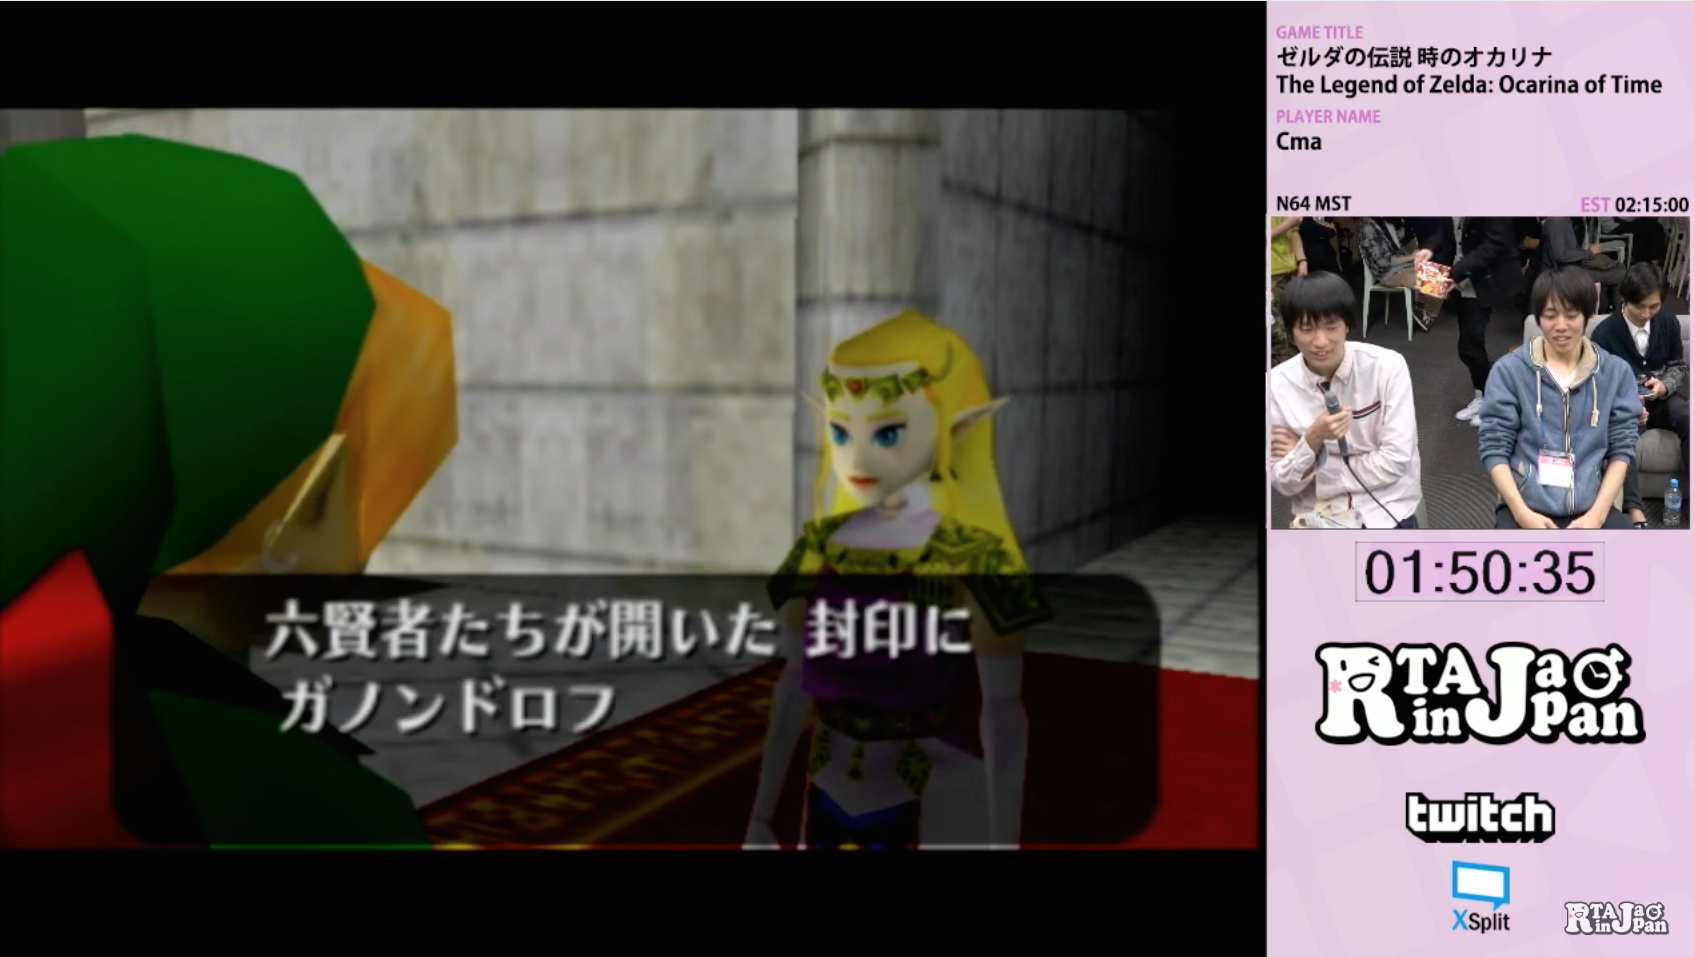 GAME TITLE
ゼルダの伝説 時のオカリナ
The Legend of Zelda: Ocarina of Time
PLAYER NAME
Cma
N64 MST
EST 02:15:00
六賢者たちが開いた 封印に
ガノンドロフ
01:50:35
RTA in Japan
twitch
XSplit
RTA in Japan